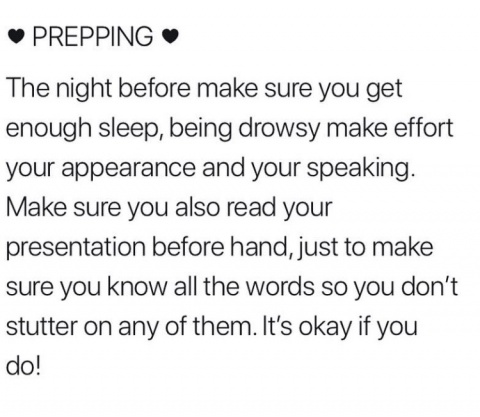 ♥ PREPPING ♥
The night before make sure you get
enough sleep, being drowsy make effort
your appearance and your speaking.
Make sure you also read your
presentation before hand, just to make
sure you know all the words so you don’t
stutter on any of them. It’s okay if you
do!